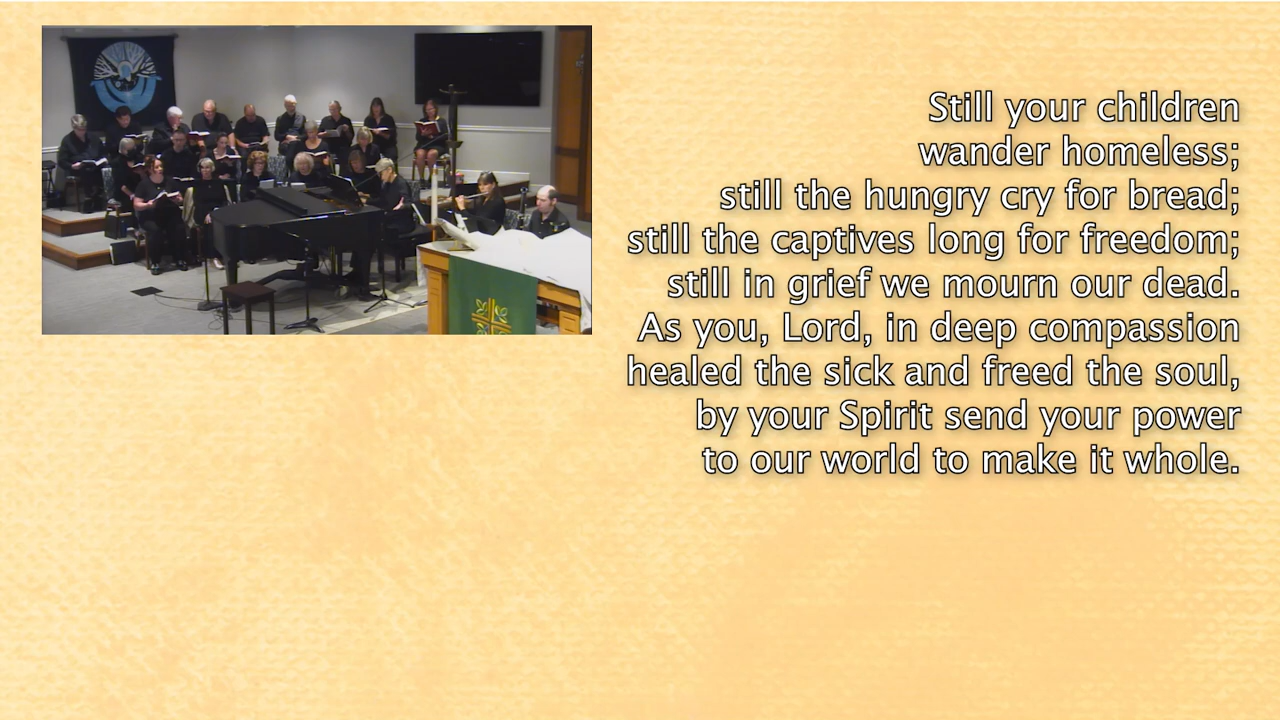 Still your children
wander homeless;
still the hungry cry for bread;
still the captives long for freedom;
still in grief we mourn our dead.
As you, Lord, in deep compassion
healed the sick and freed the soul,
by your Spirit send your power
to our world to make it whole.